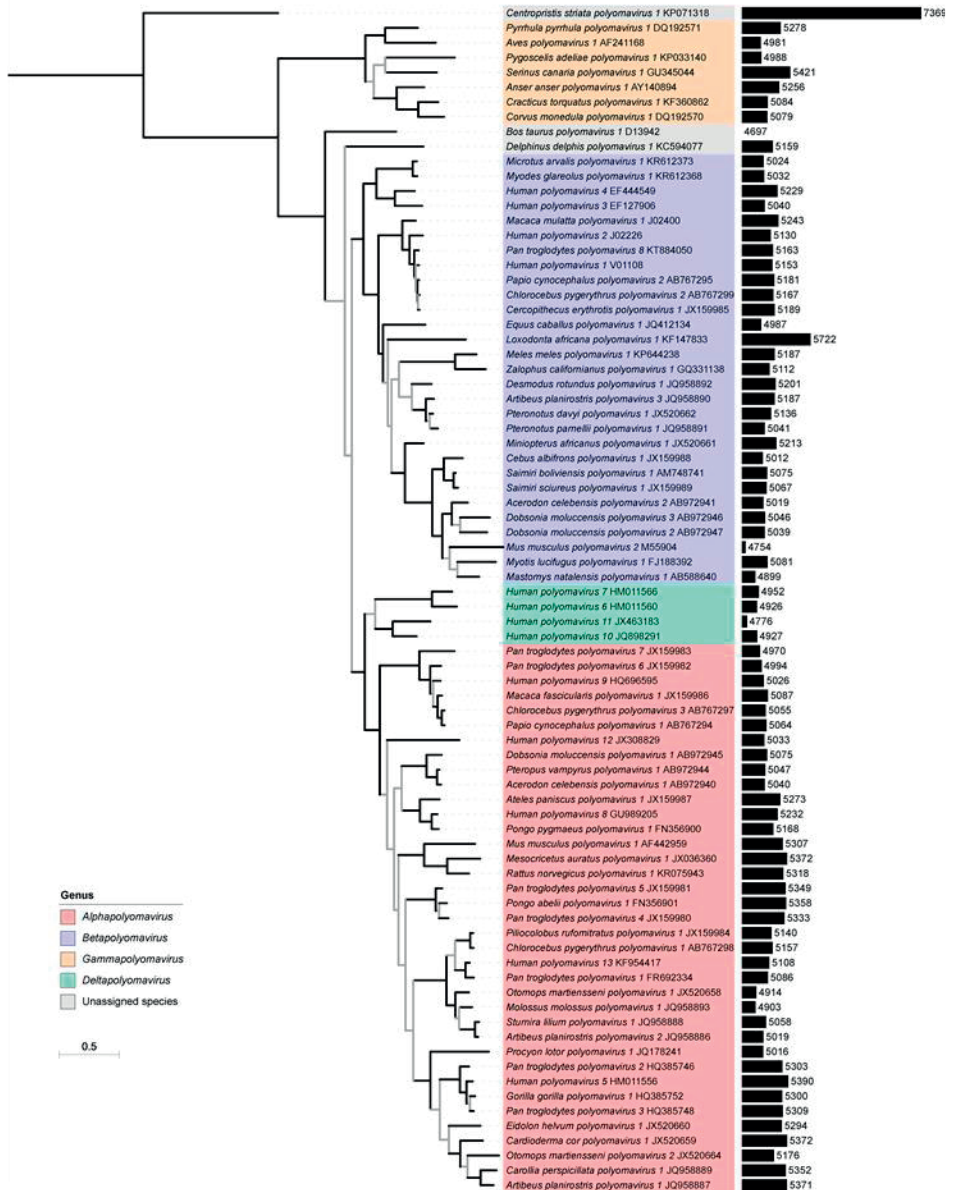 Centropristis striata polyomavirus 1 KP071318 7369
Pyrrhula pyrrhula polyomavirus 1 DQ192571 5278
Aves polyomavirus 1 AF241168 4981
Pygoscelis adeliae polyomavirus 1 KP033140 4988
Serinus canaria polyomavirus 1 GU345044 5421
Anser anser polyomavirus 1 AY140894 5256
Cracticus torquatus polyomavirus 1 KF360862 5084
Corvus monedula polyomavirus 1 DQ192570 5079
Bos taurus polyomavirus 1 D13942 4697
Delphinus delphis polyomavirus 1 KC594077 5159
Microtus arvalis polyomavirus 1 KR612373 5024
Myodes glareolus polyomavirus 1 KR612368 5032
Human polyomavirus 4 EF444549 5229
Human polyomavirus 3 EF127906 5040
Macaca mulatta polyomavirus 1 J02400 5243
Human polyomavirus 2 J02226 5130
Pan troglodytes polyomavirus 8 KT884050 5163
Human polyomavirus 1 V01108 5153
Papio cynocephalus polyomavirus 2 AB767295 5181
Chlorocebus pygerythrus polyomavirus 2 AB767299 5167
Cercopithecus erythrotis polyomavirus 1 JX159985 5189
Equus caballus polyomavirus 1 JQ412134 4987
Loxodonta africana polyomavirus 1 KF147833 5722
Meles meles polyomavirus 1 KP644238 5187
Zalophus californianus polyomavirus 1 GQ331138 5112
Desmodus rotundus polyomavirus 1 JQ958892 5201
Artibeus planirostris polyomavirus 3 JQ958890 5187
Pteronotus davyi polyomavirus 1 JX520662 5136
Pteronotus parnellii polyomavirus 1 JQ958891 5041
Miniopterus africanus polyomavirus 1 JX520661 5213
Cebus albifrons polyomavirus 1 JX159988 5012
Saimiri boliviensis polyomavirus 1 AM748741 5075
Saimiri sciureus polyomavirus 1 JX159989 5067
Acerodon celebensis polyomavirus 2 AB972941 5019
Dobsonia moluccensis polyomavirus 3 AB972946 5046
Dobsonia moluccensis polyomavirus 2 AB972947 5039
Mus musculus polyomavirus 2 M55904 4754
Myotis lucifugus polyomavirus 1 FJ188392 5081
Mastomys natalensis polyomavirus 1 AB588640 4899
Human polyomavirus 7 HM011566 4952
Human polyomavirus 6 HM011560 4926
Human polyomavirus 11 JX463183 4776
Human polyomavirus 10 JQ898291 4927
Pan troglodytes polyomavirus 7 JX159983 4970
Pan troglodytes polyomavirus 6 JX159982 4994
Human polyomavirus 9 HQ696595 5026
Macaca fascicularis polyomavirus 1 JX159986 5087
Chlorocebus pygerythrus polyomavirus 3 AB767297 5055
Papio cynocephalus polyomavirus 1 AB767294 5064
Human polyomavirus 12 JX308829 5033
Dobsonia moluccensis polyomavirus 1 AB972945 5075
Pteropus vampyrus polyomavirus 1 AB972944 5047
Acerodon celebensis polyomavirus 1 AB972940 5040
Ateles paniscus polyomavirus 1 JX159987 5273
Human polyomavirus 8 GU989205 5232
Pongo pygmaeus polyomavirus 1 FN356900 5168
Mus musculus polyomavirus 1 AF442959 5307
Mesocricetus auratus polyomavirus 1 JX036360 5372
Rattus norvegicus polyomavirus 1 KR075943 5318
Pan troglodytes polyomavirus 5 JX159981 5349
Pongo abelii polyomavirus 1 FN356901 5358
Pan troglodytes polyomavirus 4 JX159980 5333
Piliocolobus rufomitratus polyomavirus 1 JX159984 5140
Chlorocebus pygerythrus polyomavirus 1 AB767298 5157
Human polyomavirus 13 KF954417 5108
Pan troglodytes polyomavirus 1 FR692334 5086
Otomops martiensseni polyomavirus 1 JX520658 4914
Molossus molossus polyomavirus 1 JQ958893 4903
Sturnira lilium polyomavirus 1 JQ958888 5058
Artibeus planirostris polyomavirus 2 JQ958886 5019
Procyon lotor polyomavirus 1 JQ178241 5016
Pan troglodytes polyomavirus 2 HQ385746 5303
Human polyomavirus 5 HM011556 5390
Gorilla gorilla polyomavirus 1 HQ385752 5300
Pan troglodytes polyomavirus 3 HQ385748 5309
Eidolon helvum polyomavirus 1 JX520660 5294
Cardioderma cor polyomavirus 1 JX520659 5372
Otomops martiensseni polyomavirus 2 JX520664 5176
Carollia perspicillata polyomavirus 1 JQ958889 5352
Artibeus planirostris polyomavirus 1 JQ958887 5371
Genus
Alphapolyomavirus
Betapolyomavirus
Gammapolyomavirus
Deltapolyomavirus
Unassigned species
0.5